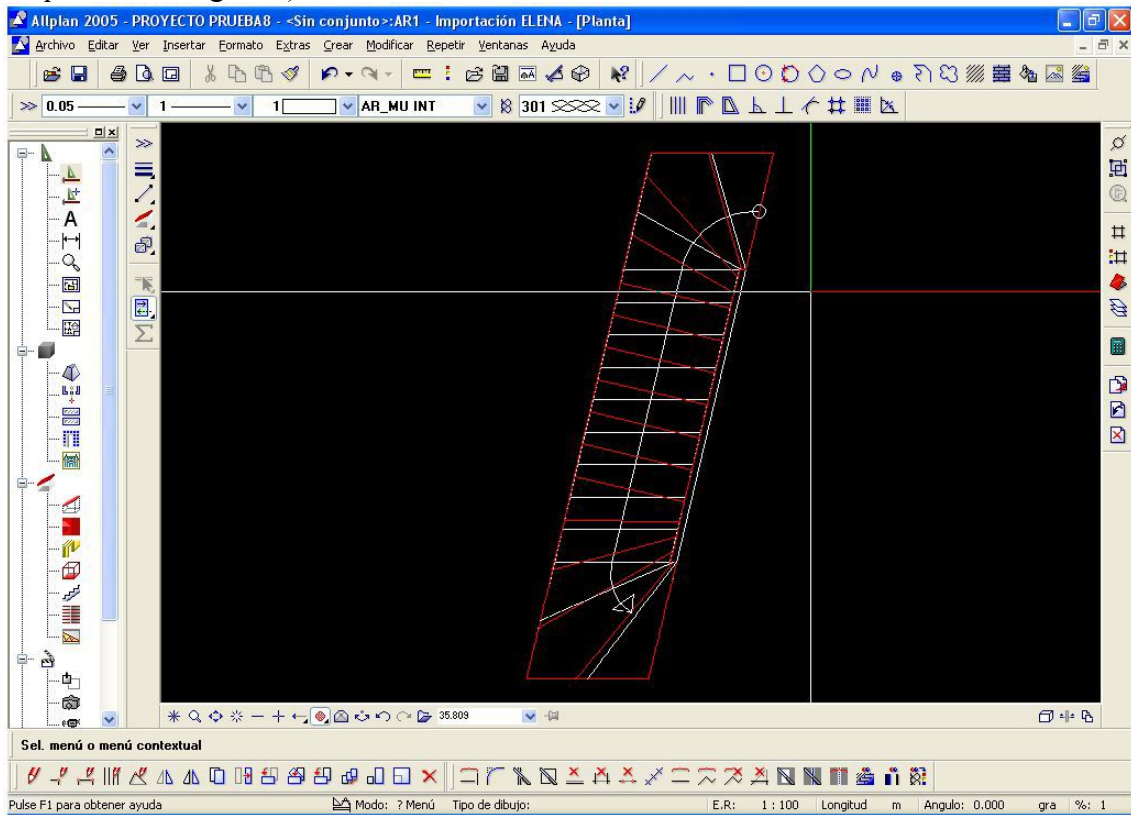 Allplan 2005 - PROYECTO PRUEBA8 - <Sin conjunto>:AR1 - Importación ELENA - [Planta]
Archivo Editar Ver Insertar Formato Extras Crear Modificar Repetir Ventanas Ayuda
0.05 1 1 AR_MU INT 301
A
35.809
Sel. menú o menú contextual
Pulse F1 para obtener ayuda Modo: ? Menú Tipo de dibujo: E.R: 1 : 100 Longitud m Angulo: 0.000 gra %: 1